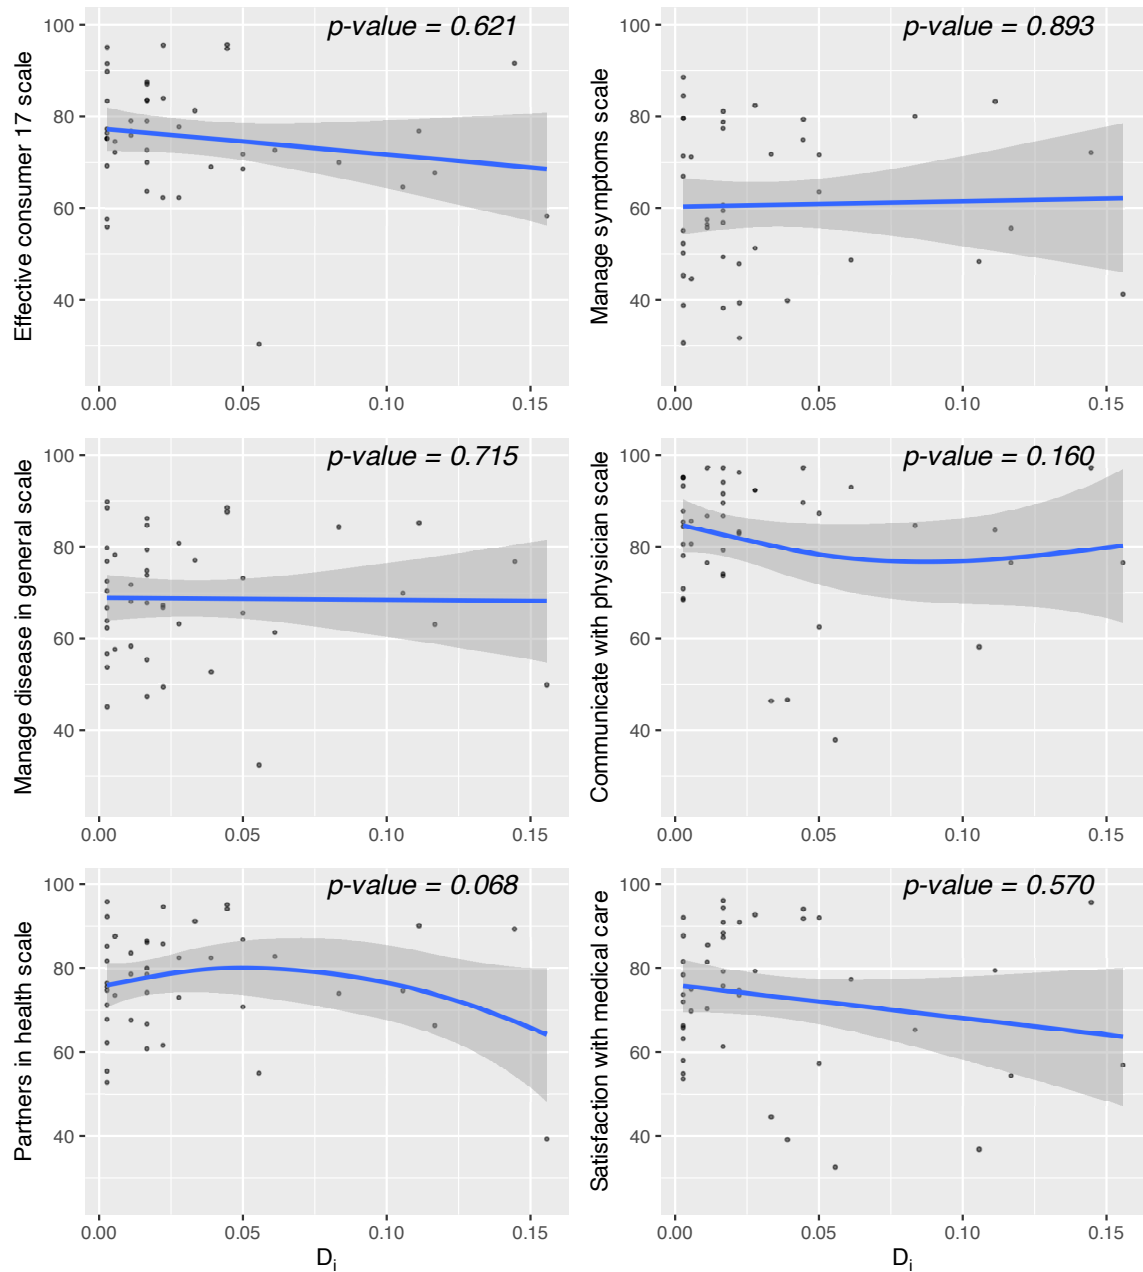 p-value = 0.621
Effective consumer 17 scale
100
80
60
40
0.00 0.05 0.10 0.15
p-value = 0.893
Manage symptoms scale
100
80
60
40
0.00 0.05 0.10 0.15
p-value = 0.715
Manage disease in general scale
100
80
60
40
0.00 0.05 0.10 0.15
p-value = 0.160
Communicate with physician scale
100
80
60
40
0.00 0.05 0.10 0.15
p-value = 0.068
Partners in health scale
100
80
60
40
0.00 0.05 0.10 0.15
Di
p-value = 0.570
Satisfaction with medical care
100
80
60
40
0.00 0.05 0.10 0.15
Di